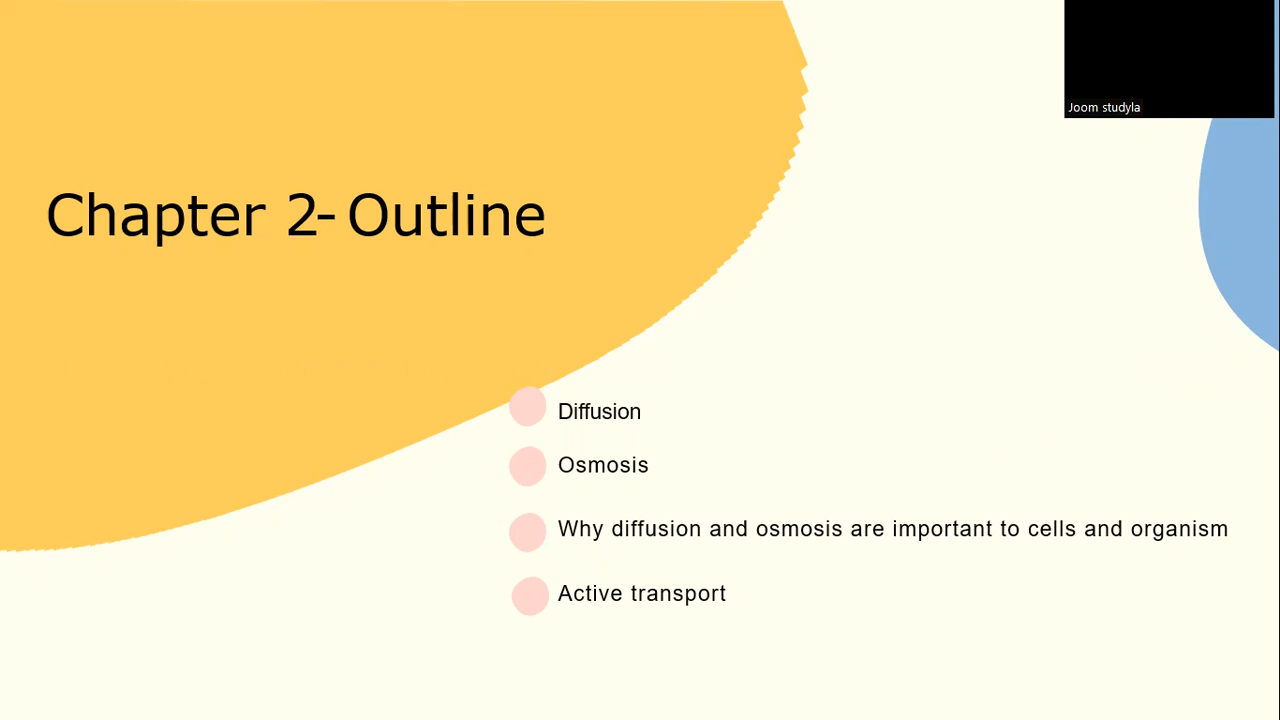 Joom studyla
Chapter 2- Outline
Diffusion
Osmosis
Why diffusion and osmosis are important to cells and organism
Active transport